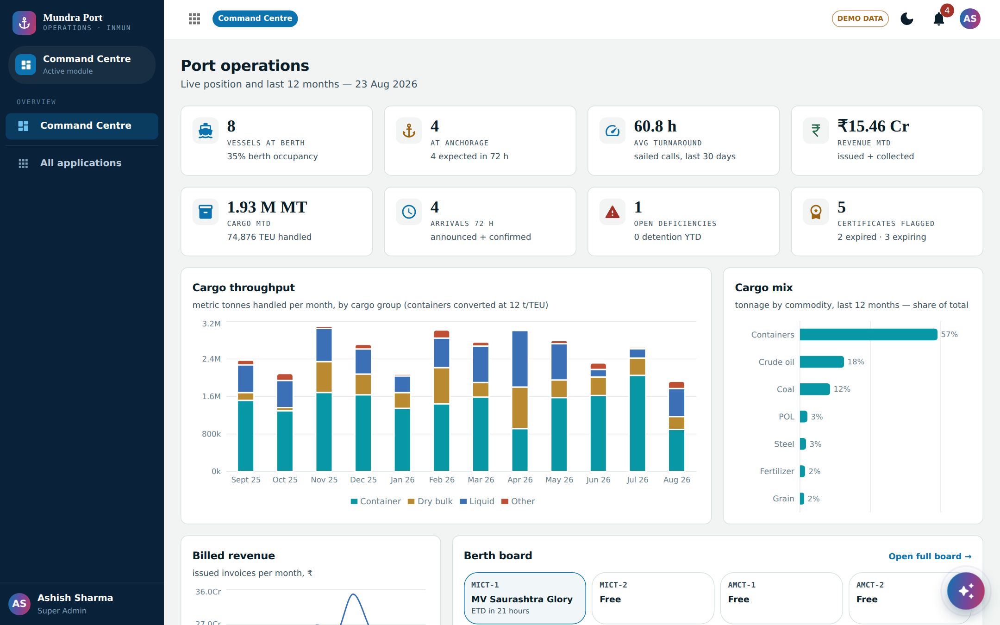 Mundra Port
OPERATIONS · INMUN
Command Centre
Active module
OVERVIEW
Command Centre
All applications
Ashish Sharma
Super Admin
AS
Command Centre
DEMO DATA
4
AS
Port operations
Live position and last 12 months — 23 Aug 2026
8
VESSELS AT BERTH
35% berth occupancy
4
AT ANCHORAGE
4 expected in 72 h
60.8 h
AVG TURNAROUND
sailed calls, last 30 days
₹15.46 Cr
REVENUE MTD
issued + collected
1.93 M MT
CARGO MTD
74,876 TEU handled
4
ARRIVALS 72 H
announced + confirmed
1
OPEN DEFICIENCIES
0 detention YTD
5
CERTIFICATES FLAGGED
2 expired · 3 expiring
Cargo throughput
metric tonnes handled per month, by cargo group (containers converted at 12 t/TEU)
3.2M
2.4M
1.6M
800k
0k
Sept 25 Oct 25 Nov 25 Dec 25 Jan 26 Feb 26 Mar 26 Apr 26 May 26 Jun 26 Jul 26 Aug 26
Container Dry bulk Liquid Other
Cargo mix
tonnage by commodity, last 12 months — share of total
Containers 57%
Crude oil 18%
Coal 12%
POL 3%
Steel 3%
Fertilizer 2%
Grain 2%
Billed revenue
issued invoices per month, ₹
36.0Cr
27.0Cr
Berth board
Open full board →
MICT-1
MV Saurashtra Glory
ETD in 21 hours
MICT-2
Free
AMCT-1
Free
AMCT-2
Free